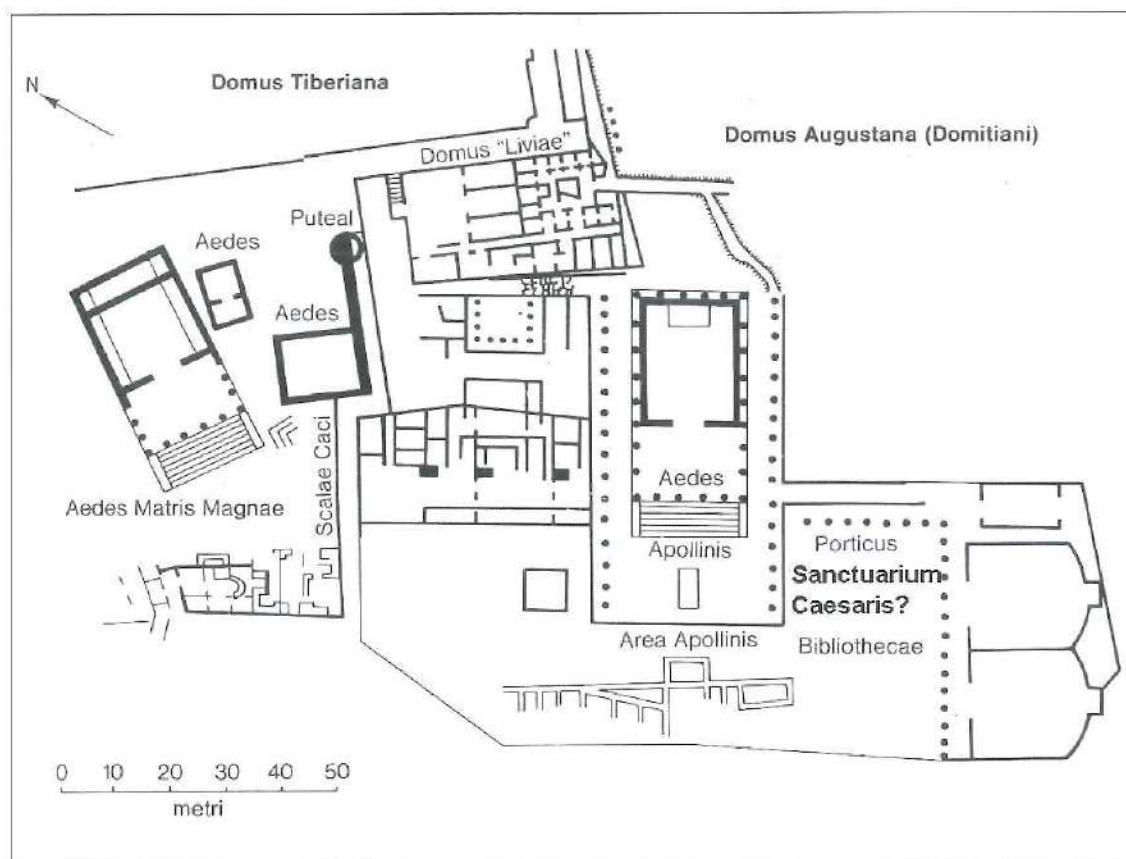 N
Domus Tiberiana
Domus Augustana (Domitiani)
Domus "Liviae"
Puteal
Aedes
Aedes
Scalae Caci
Aedes Matris Magnae
Aedes
Apollinis
Porticus
Sanctuarium
Caesaris?
Area Apollinis
Bibliothecae
0 10 20 30 40 50
metri